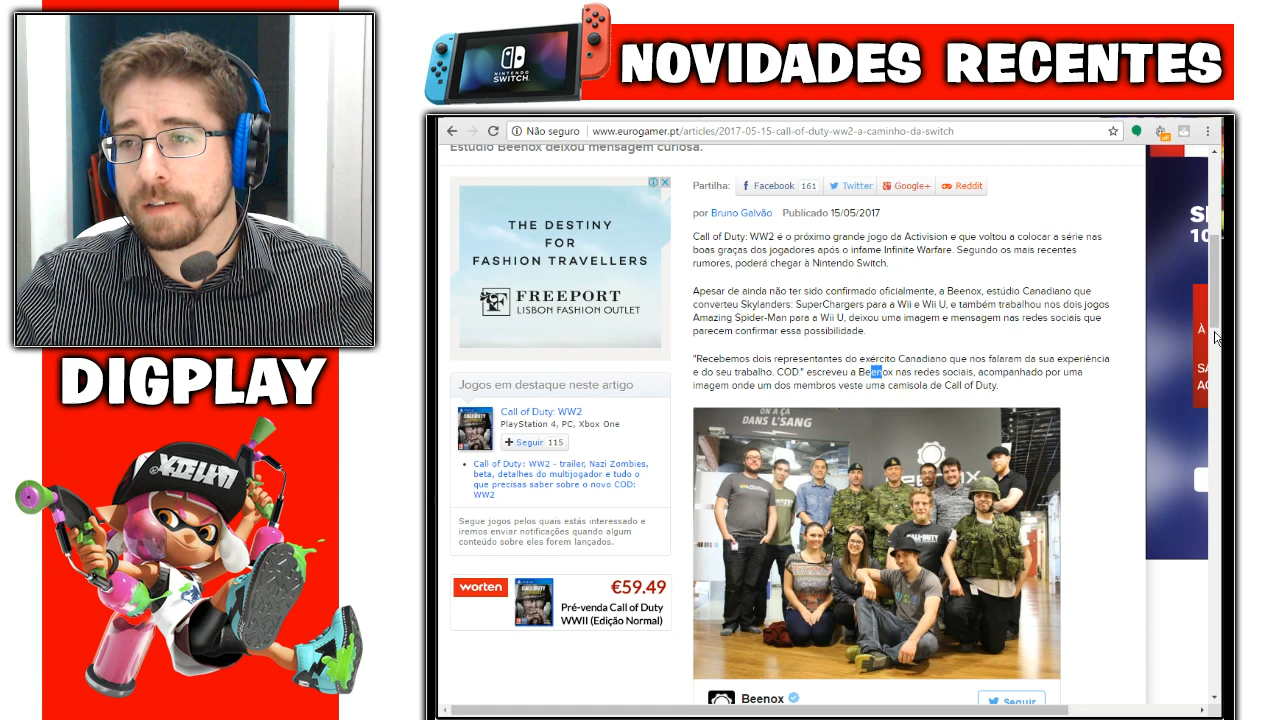 NOVIDADES RECENTES
NINTENDO
SWITCH
DIGPLAY
Não seguro
www.eurogamer.pt/articles/2017-05-15-call-of-duty-ww2-a-caminho-da-switch
Estúdio Beenox deixou mensagem curiosa.
Partilha: Facebook 161 Twitter Google+ Reddit
por Bruno Galvão Publicado 15/05/2017
Call of Duty: WW2 é o próximo grande jogo da Activision e que voltou a colocar a série nas
boas graças dos jogadores após o infame Infinite Warfare. Segundo os mais recentes
rumores, poderá chegar à Nintendo Switch.
Apesar de ainda não ter sido confirmado oficialmente, a Beenox, estúdio Canadiano que
converteu Skylanders: SuperChargers para a Wii e Wii U, e também trabalhou nos dois jogos
Amazing Spider-Man para a Wii U, deixou uma imagem e mensagem nas redes sociais que
parecem confirmar essa possibilidade.
"Recebemos dois representantes do exército Canadiano que nos falaram da sua experiência
e do seu trabalho. COD." escreveu a Beenox nas redes sociais, acompanhado por uma
imagem onde um dos membros veste uma camisola de Call of Duty.
THE DESTINY
FOR
FASHION TRAVELLERS
FREEPORT
LISBON FASHION OUTLET
Jogos em destaque neste artigo
Call of Duty: WW2
PlayStation 4, PC, Xbox One
Seguir 115
Call of Duty: WW2 - trailer, Nazi Zombies,
beta, detalhes do multijogador e tudo o
que precisas saber sobre o novo COD:
WW2
Segue jogos pelos quais estás interessado e
iremos enviar notificações quando algum
conteúdo sobre eles forem lançados.
worten
€59.49
Pré-venda Call of Duty
WWII (Edição Normal)
ON A ÇA
DANS L'SANG
Beenox
Seguir